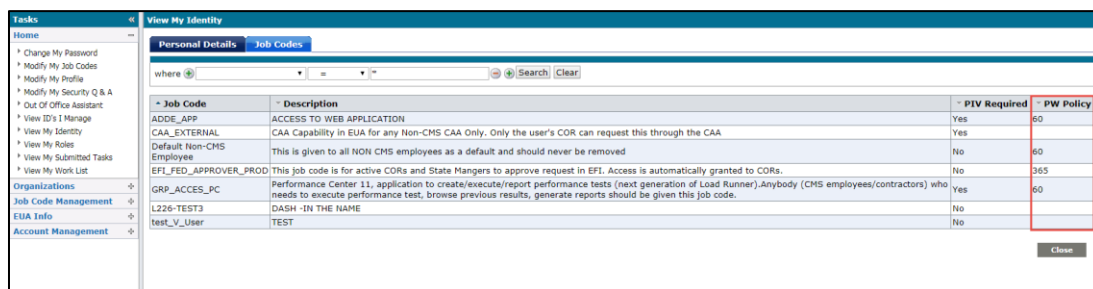 Tasks «
Home
Change My Password
Modify My Job Codes
Modify My Profile
Modify My Security Q & A
Out Of Office Assistant
View ID's I Manage
View My Identity
View My Roles
View My Submitted Tasks
View My Work List
Organizations
Job Code Management
EUA Info
Account Management
View My Identity
Personal Details Job Codes
where = * Search Clear
Job Code Description PIV Required PW Policy
ADDE_APP ACCESS TO WEB APPLICATION Yes 60
CAA_EXTERNAL CAA Capability in EUA for any Non-CMS CAA Only. Only the user's COR can request this through the CAA Yes
Default Non-CMS
Employee This is given to all NON CMS employees as a default and should never be removed No 60
EFI_FED_APPROVER_PROD This job code is for active CORs and State Mangers to approve request in EFI. Access is automatically granted to CORs. No 365
GRP_ACCES_PC Performance Center 11, application to create/execute/report performance tests (next generation of Load Runner).Anybody (CMS employees/contractors) who Yes 60
needs to execute performance test, browse previous results, generate reports should be given this job code.
L226-TEST3 DASH -IN THE NAME No
test_V_User TEST No
Close